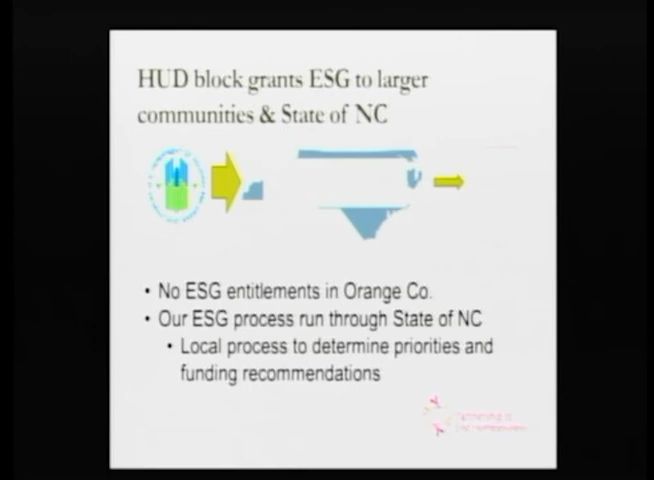 HUD block grants ESG to larger
communities & State of NC
• No ESG entitlements in Orange Co.
• Our ESG process run through State of NC
• Local process to determine priorities and
funding recommendations